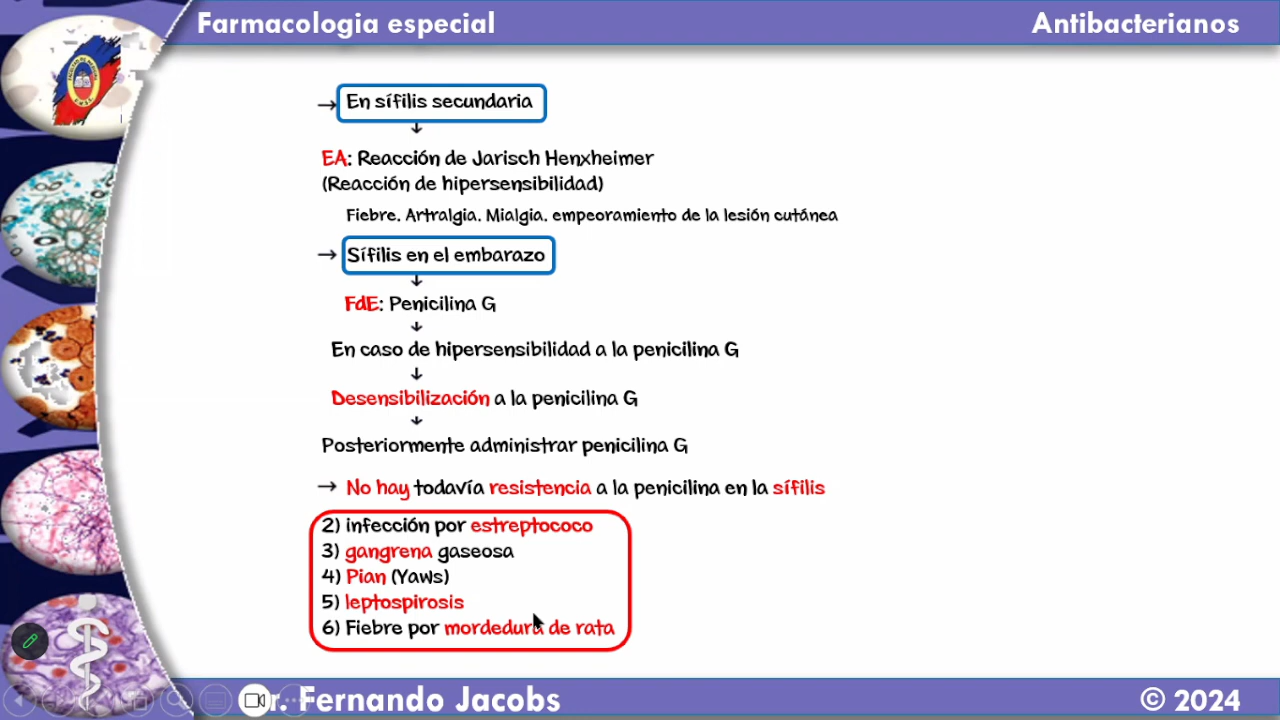 Farmacologia especial
Antibacterianos
→ En sífilis secundaria
↓
EA: Reacción de Jarisch Henxheimer
(Reacción de hipersensibilidad)
Fiebre. Artralgia. Mialgia. empeoramiento de la lesión cutánea
→ Sífilis en el embarazo
↓
FdE: Penicilina G
↓
En caso de hipersensibilidad a la penicilina G
↓
Desensibilización a la penicilina G
↓
Posteriormente administrar penicilina G
→ No hay todavía resistencia a la penicilina en la sífilis
2) infección por estreptococo
3) gangrena gaseosa
4) Pian (Yaws)
5) leptospirosis
6) Fiebre por mordedura de rata
r. Fernando Jacobs
© 2024